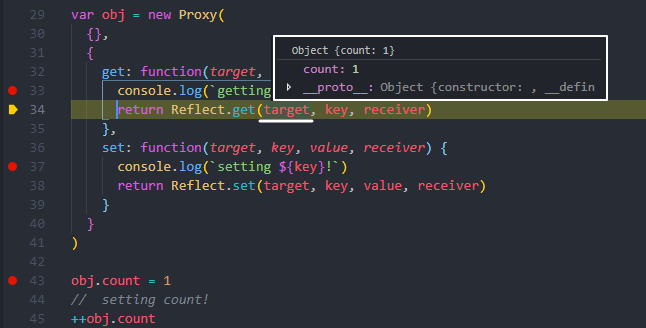 29 var obj = new Proxy(
30 {},
31 {
32 get: function(target,
33 console.log(`getting
34 return Reflect.get(target, key, receiver)
35 },
36 set: function(target, key, value, receiver) {
37 console.log(`setting ${key}!`)
38 return Reflect.set(target, key, value, receiver)
39 }
40 }
41 )
42
43 obj.count = 1
44 //  setting count!
45 ++obj.count
Object {count: 1}
count: 1
__proto__: Object {constructor: , __defin